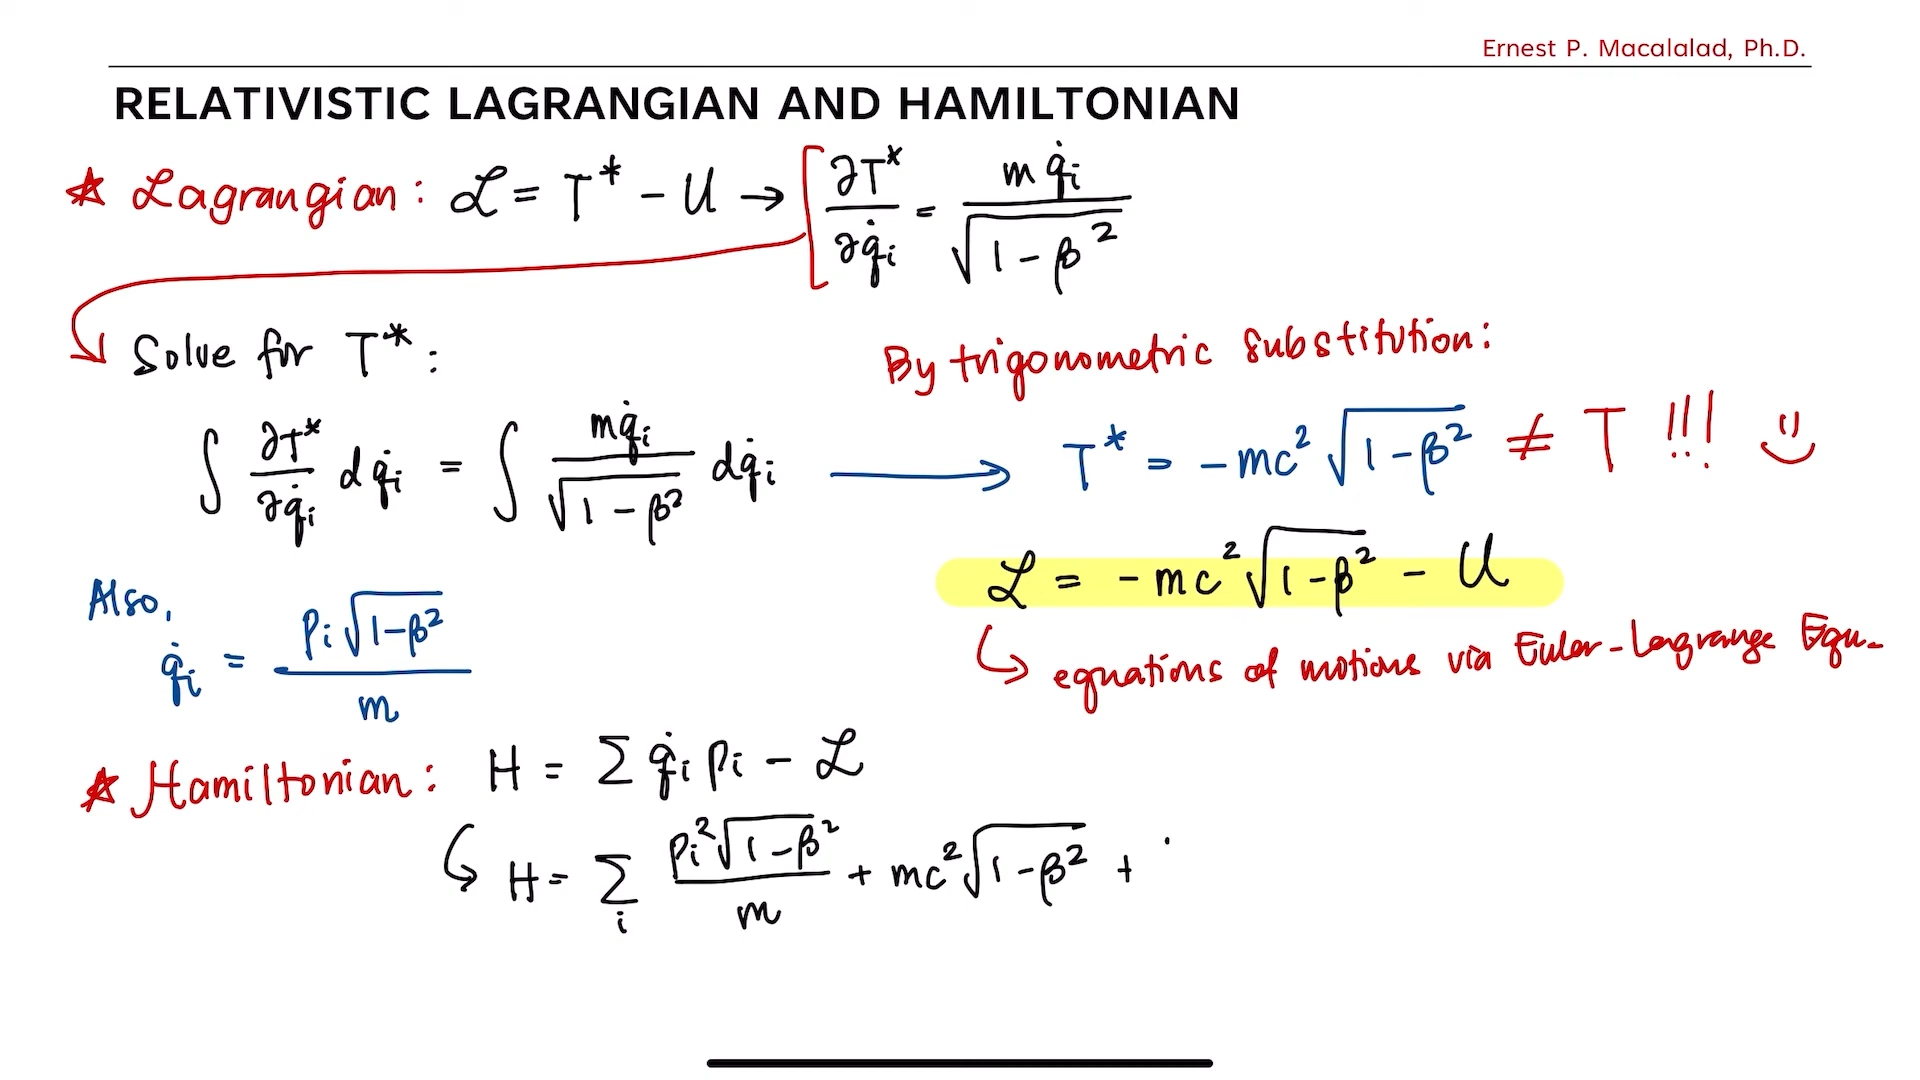 Ernest P. Macalalad, Ph.D.
RELATIVISTIC LAGRANGIAN AND HAMILTONIAN
☆ Lagrangian: ℒ = T* - U → [ ∂T*/∂q̇i = mq̇i/√(1-β²)
Solve for T*:
By trigonometric substitution:
∫ ∂T*/∂q̇i dq̇i = ∫ mq̇i/√(1-β²) dq̇i ⟶ T* = -mc² √(1-β²) ≠ T !!!
ℒ = -mc² √(1-β²) - U
Also,
q̇i = pi√(1-β²)/m
↳ equations of motions via Euler-Lagrange Equ.
☆ Hamiltonian: H = Σ q̇i pi - ℒ
↳ H = Σi pi²√(1-β²)/m + mc²√(1-β²) +